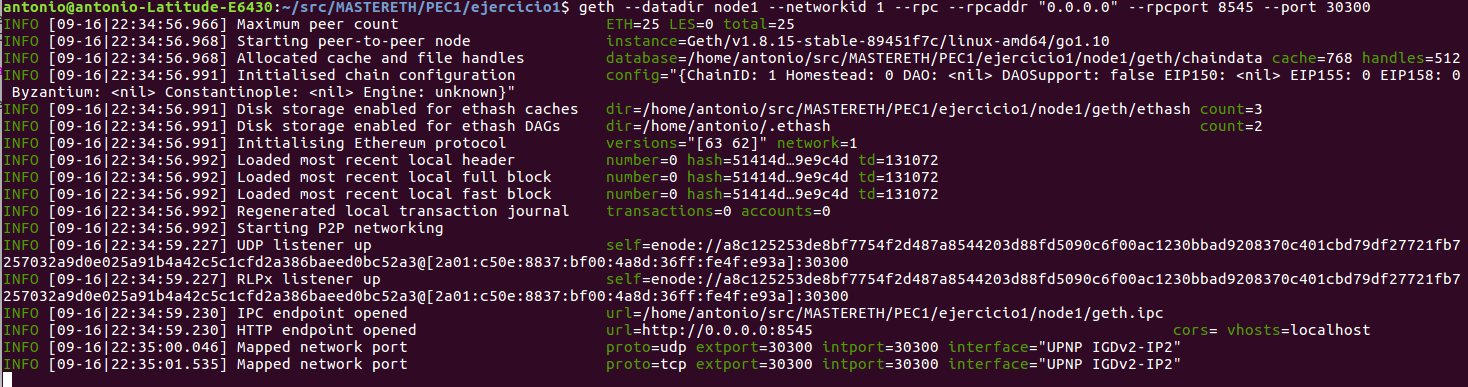 antonio@antonio-Latitude-E6430:~/src/MASTERETH/PEC1/ejercicio1$ geth --datadir node1 --networkid 1 --rpc --rpcaddr "0.0.0.0" --rpcport 8545 --port 30300
INFO [09-16|22:34:56.966] Maximum peer count ETH=25 LES=0 total=25
INFO [09-16|22:34:56.968] Starting peer-to-peer node instance=Geth/v1.8.15-stable-89451f7c/linux-amd64/go1.10
INFO [09-16|22:34:56.968] Allocated cache and file handles database=/home/antonio/src/MASTERETH/PEC1/ejercicio1/node1/geth/chaindata cache=768 handles=512
INFO [09-16|22:34:56.991] Initialised chain configuration config="{ChainID: 1 Homestead: 0 DAO: <nil> DAOSupport: false EIP150: <nil> EIP155: 0 EIP158: 0
Byzantium: <nil> Constantinople: <nil> Engine: unknown}"
INFO [09-16|22:34:56.991] Disk storage enabled for ethash caches dir=/home/antonio/src/MASTERETH/PEC1/ejercicio1/node1/geth/ethash count=3
INFO [09-16|22:34:56.991] Disk storage enabled for ethash DAGs dir=/home/antonio/.ethash count=2
INFO [09-16|22:34:56.991] Initialising Ethereum protocol versions="[63 62]" network=1
INFO [09-16|22:34:56.992] Loaded most recent local header number=0 hash=51414d…9e9c4d td=131072
INFO [09-16|22:34:56.992] Loaded most recent local full block number=0 hash=51414d…9e9c4d td=131072
INFO [09-16|22:34:56.992] Loaded most recent local fast block number=0 hash=51414d…9e9c4d td=131072
INFO [09-16|22:34:56.992] Regenerated local transaction journal transactions=0 accounts=0
INFO [09-16|22:34:56.992] Starting P2P networking
INFO [09-16|22:34:59.227] UDP listener up self=enode://a8c125253de8bf7754f2d487a8544203d88fd5090c6f00ac1230bbad9208370c401cbd79df27721fb7
257032a9d0e025a91b4a42c5c1cfd2a386baeed0bc52a3@[2a01:c50e:8837:bf00:4a8d:36ff:fe4f:e93a]:30300
INFO [09-16|22:34:59.227] RLPx listener up self=enode://a8c125253de8bf7754f2d487a8544203d88fd5090c6f00ac1230bbad9208370c401cbd79df27721fb7
257032a9d0e025a91b4a42c5c1cfd2a386baeed0bc52a3@[2a01:c50e:8837:bf00:4a8d:36ff:fe4f:e93a]:30300
INFO [09-16|22:34:59.230] IPC endpoint opened url=/home/antonio/src/MASTERETH/PEC1/ejercicio1/node1/geth.ipc
INFO [09-16|22:34:59.230] HTTP endpoint opened url=http://0.0.0.0:8545 cors= vhosts=localhost
INFO [09-16|22:35:00.046] Mapped network port proto=udp extport=30300 intport=30300 interface="UPNP IGDv2-IP2"
INFO [09-16|22:35:01.535] Mapped network port proto=tcp extport=30300 intport=30300 interface="UPNP IGDv2-IP2"